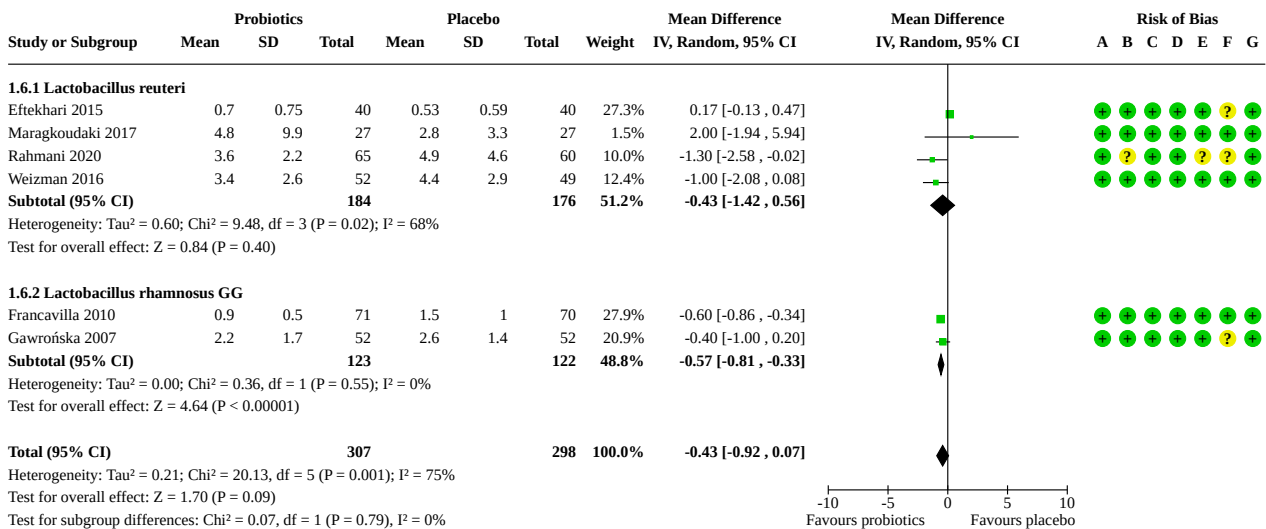 Probiotics Placebo Mean Difference Mean Difference Risk of Bias
Study or Subgroup Mean SD Total Mean SD Total Weight IV, Random, 95% CI IV, Random, 95% CI A B C D E F G
1.6.1 Lactobacillus reuteri
Eftekhari 2015 0.7 0.75 40 0.53 0.59 40 27.3% 0.17 [-0.13 , 0.47] + + + + + ? +
Maragkoudaki 2017 4.8 9.9 27 2.8 3.3 27 1.5% 2.00 [-1.94 , 5.94] + + + + + + +
Rahmani 2020 3.6 2.2 65 4.9 4.6 60 10.0% -1.30 [-2.58 , -0.02] + ? + + ? ? +
Weizman 2016 3.4 2.6 52 4.4 2.9 49 12.4% -1.00 [-2.08 , 0.08] + + + + + + +
Subtotal (95% CI) 184 176 51.2% -0.43 [-1.42 , 0.56]
Heterogeneity: Tau² = 0.60; Chi² = 9.48, df = 3 (P = 0.02); I² = 68%
Test for overall effect: Z = 0.84 (P = 0.40)
1.6.2 Lactobacillus rhamnosus GG
Francavilla 2010 0.9 0.5 71 1.5 1 70 27.9% -0.60 [-0.86 , -0.34] + + + + + + +
Gawrońska 2007 2.2 1.7 52 2.6 1.4 52 20.9% -0.40 [-1.00 , 0.20] + + + + + ? +
Subtotal (95% CI) 123 122 48.8% -0.57 [-0.81 , -0.33]
Heterogeneity: Tau² = 0.00; Chi² = 0.36, df = 1 (P = 0.55); I² = 0%
Test for overall effect: Z = 4.64 (P < 0.00001)
Total (95% CI) 307 298 100.0% -0.43 [-0.92 , 0.07]
Heterogeneity: Tau² = 0.21; Chi² = 20.13, df = 5 (P = 0.001); I² = 75%
Test for overall effect: Z = 1.70 (P = 0.09)
Test for subgroup differences: Chi² = 0.07, df = 1 (P = 0.79), I² = 0%
-10 -5 0 5 10
Favours probiotics Favours placebo